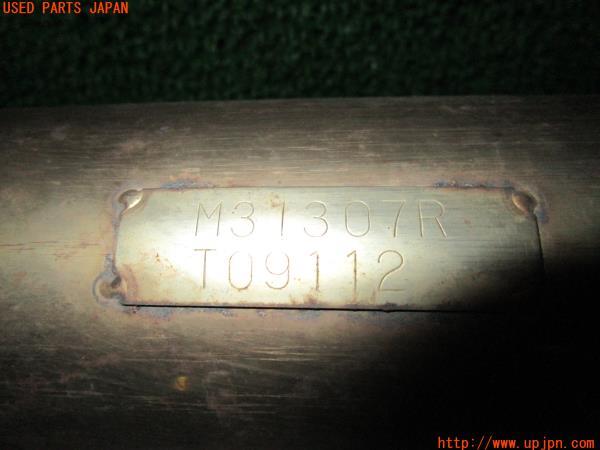 USED PARTS JAPAN
M31307R
T09112
http://www.upjpn.com/